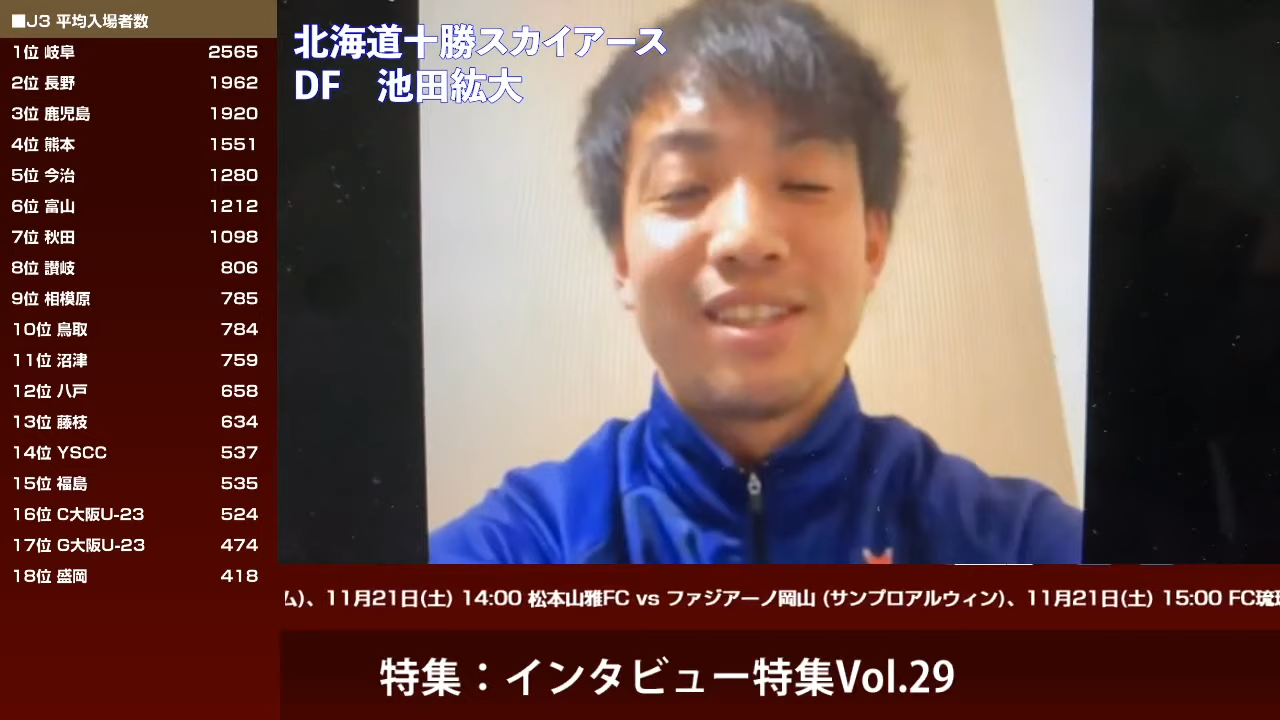 ■J3 平均入場者数
1位 岐阜 2565
2位 長野 1962
3位 鹿児島 1920
4位 熊本 1551
5位 今治 1280
6位 富山 1212
7位 秋田 1098
8位 讃岐 806
9位 相模原 785
10位 鳥取 784
11位 沼津 759
12位 八戸 658
13位 藤枝 634
14位 YSCC 537
15位 福島 535
16位 C大阪U-23 524
17位 G大阪U-23 474
18位 盛岡 418
北海道十勝スカイアース
DF 池田紘大
ム)、11月21日(土) 14:00 松本山雅FC vs ファジアーノ岡山 (サンプロアルウィン)、11月21日(土) 15:00 FC琉
特集：インタビュー特集Vol.29